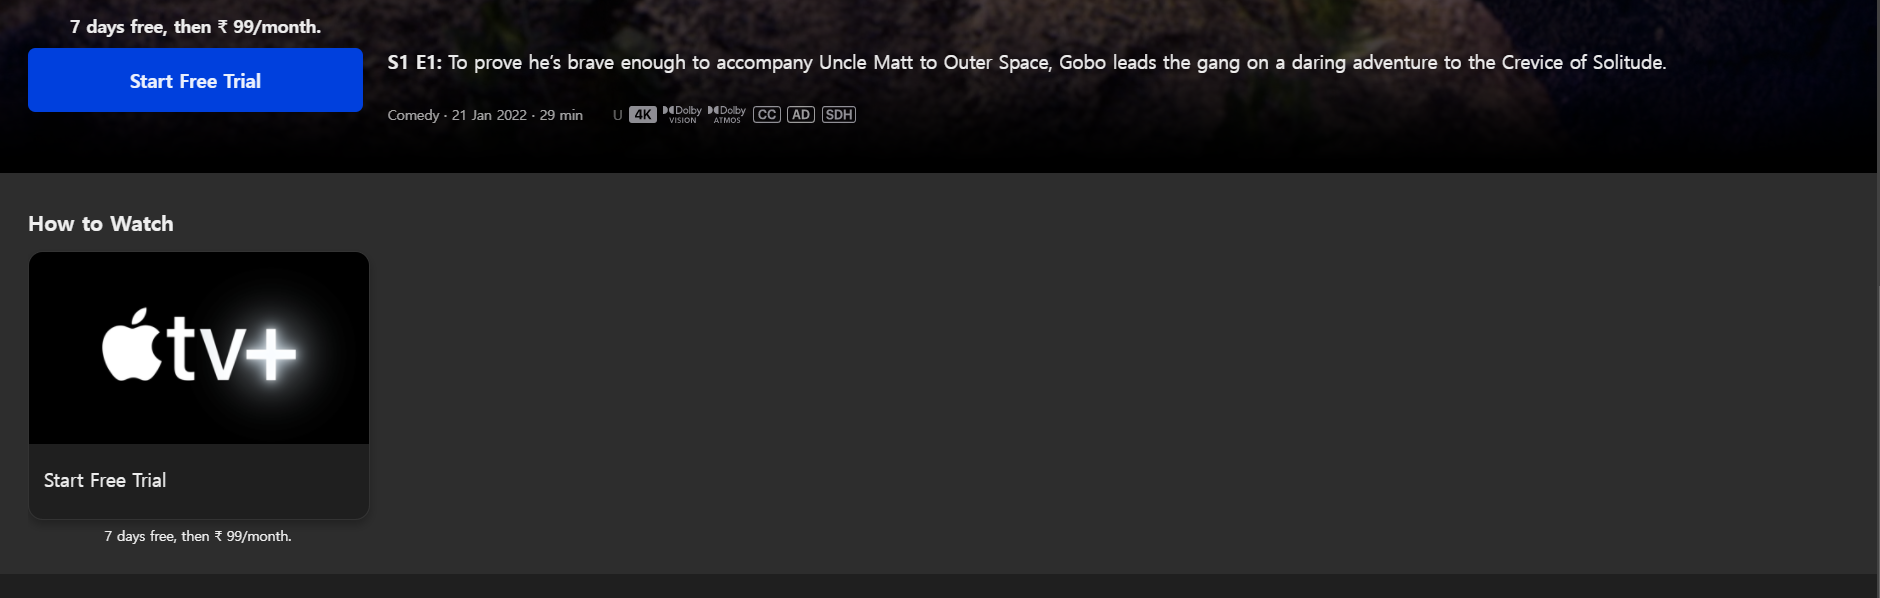 7 days free, then ₹ 99/month.
Start Free Trial
S1 E1: To prove he’s brave enough to accompany Uncle Matt to Outer Space, Gobo leads the gang on a daring adventure to the Crevice of Solitude.
Comedy · 21 Jan 2022 · 29 min U 4K Dolby VISION Dolby ATMOS CC AD SDH
How to Watch
tv+
Start Free Trial
7 days free, then ₹ 99/month.